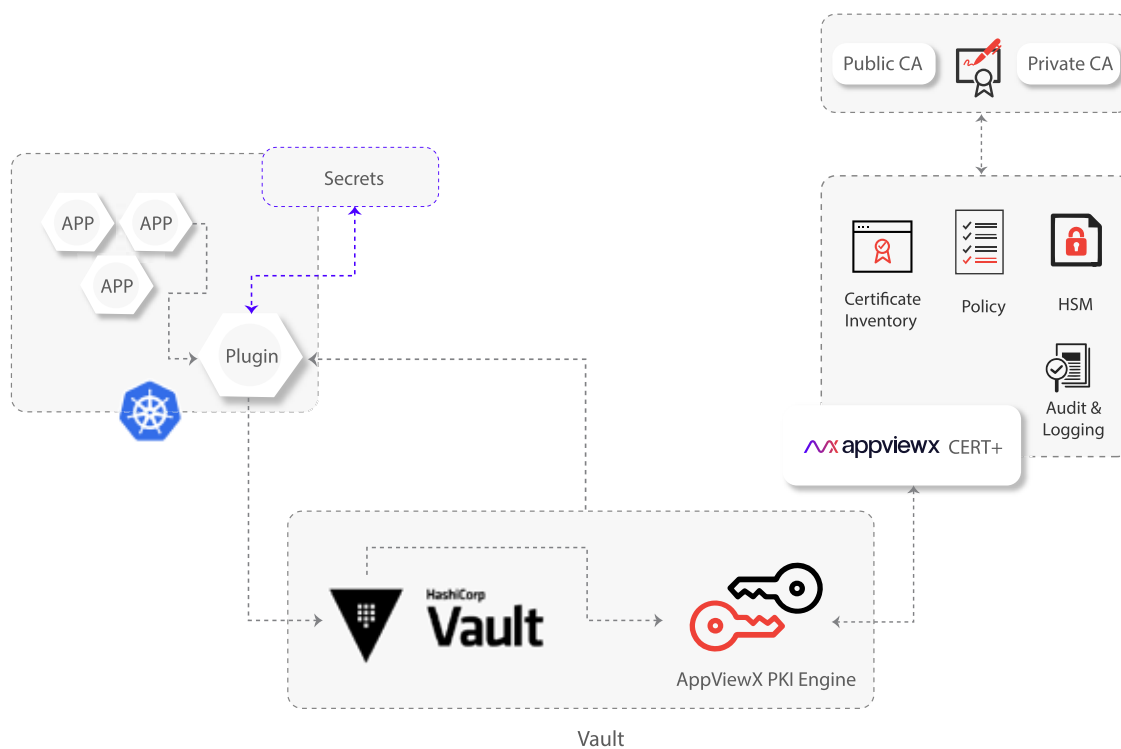 Public CA
Private CA
Secrets
APP
APP
APP
Plugin
Certificate
Inventory
Policy
HSM
Audit &
Logging
appviewx CERT+
HashiCorp
Vault
AppViewX PKI Engine
Vault